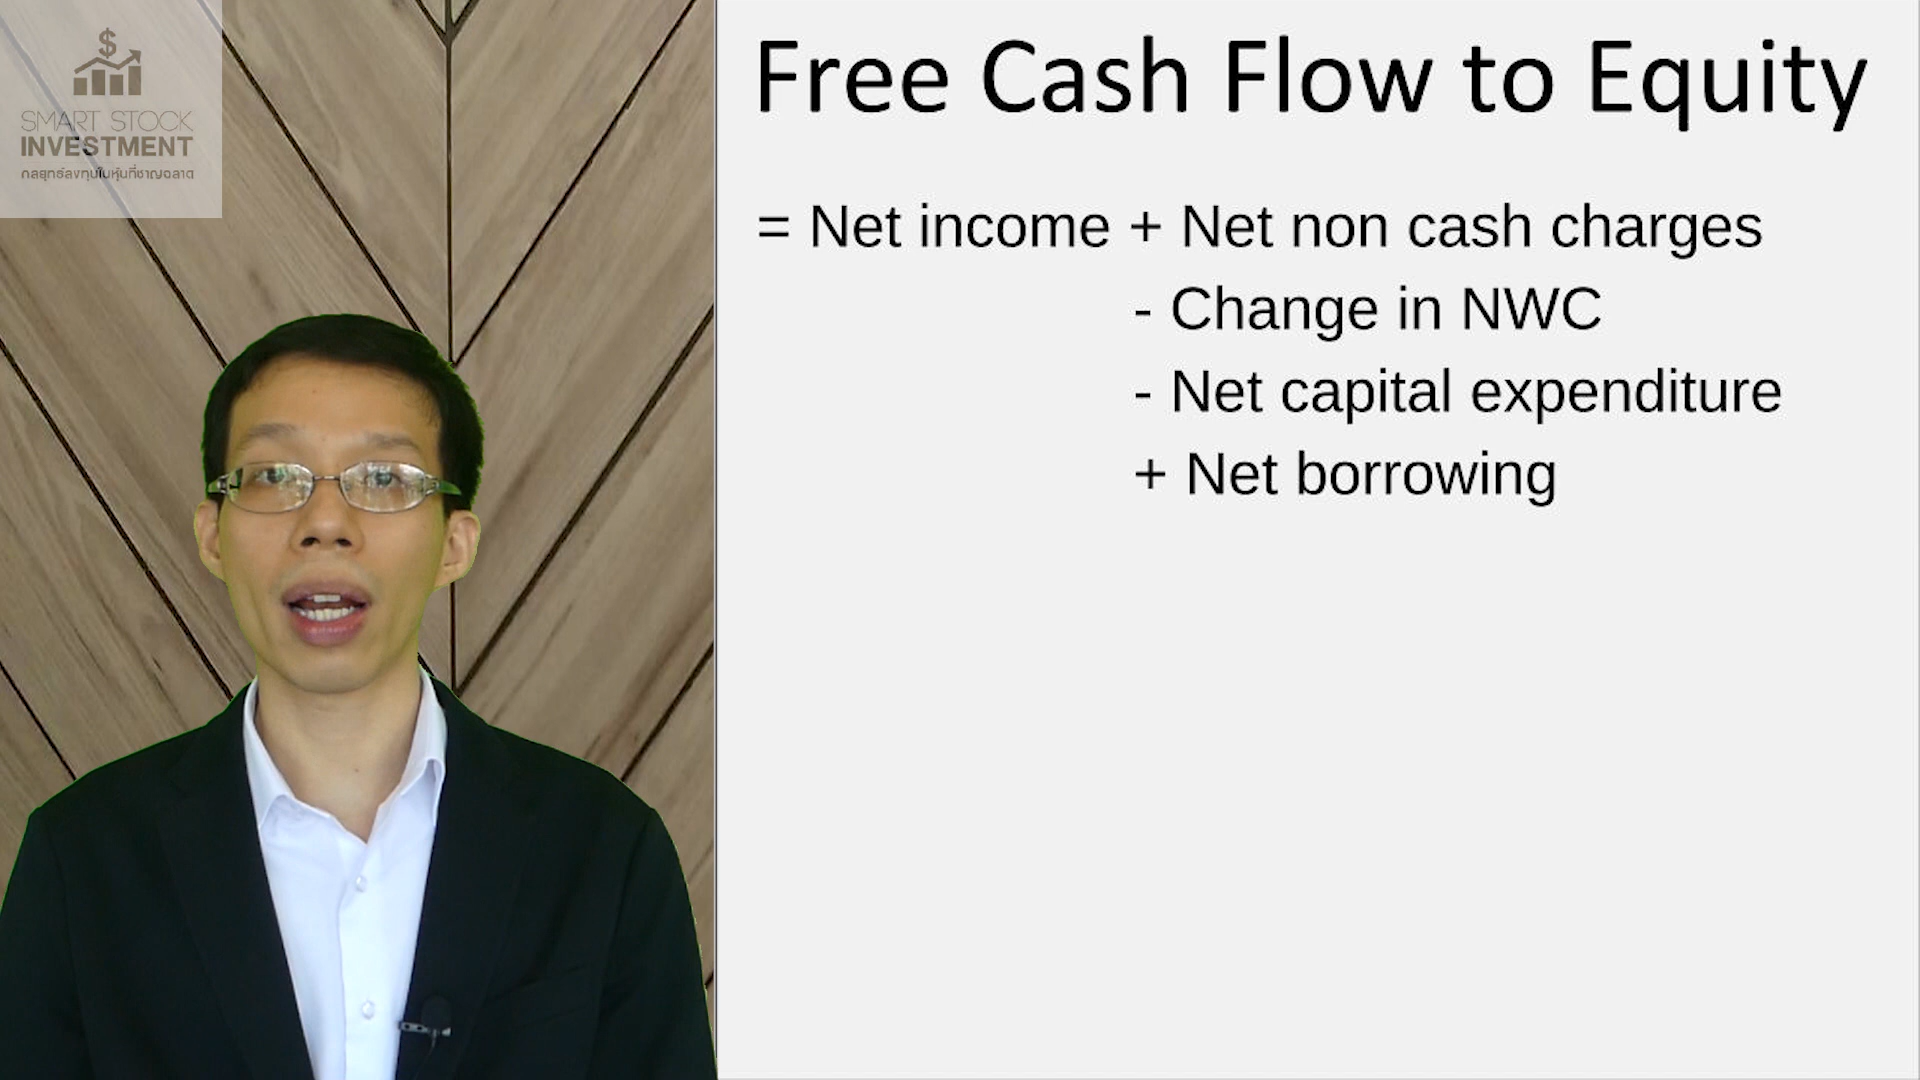 SMART STOCK
INVESTMENT
กลยุทธ์ลงทุนในหุ้นที่ชาญฉลาด
Free Cash Flow to Equity
= Net income + Net non cash charges
- Change in NWC
- Net capital expenditure
+ Net borrowing